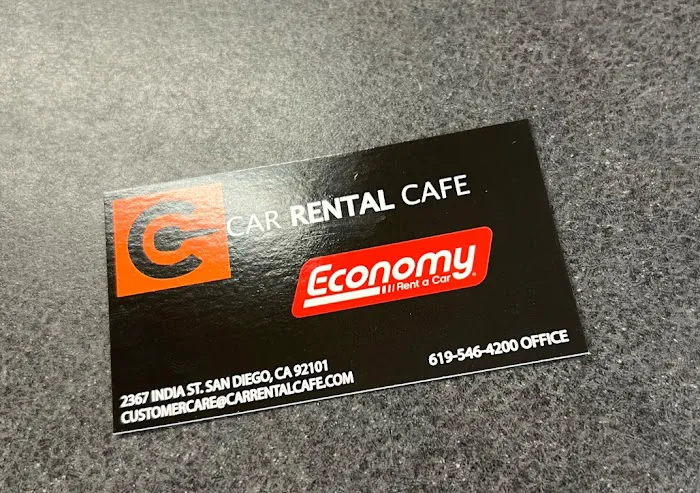 CAR RENTAL CAFE
Economy
Rent a Car
2367 INDIA ST. SAN DIEGO, CA 92101
CUSTOMERCARE@CARRENTALCAFE.COM
619-546-4200 OFFICE